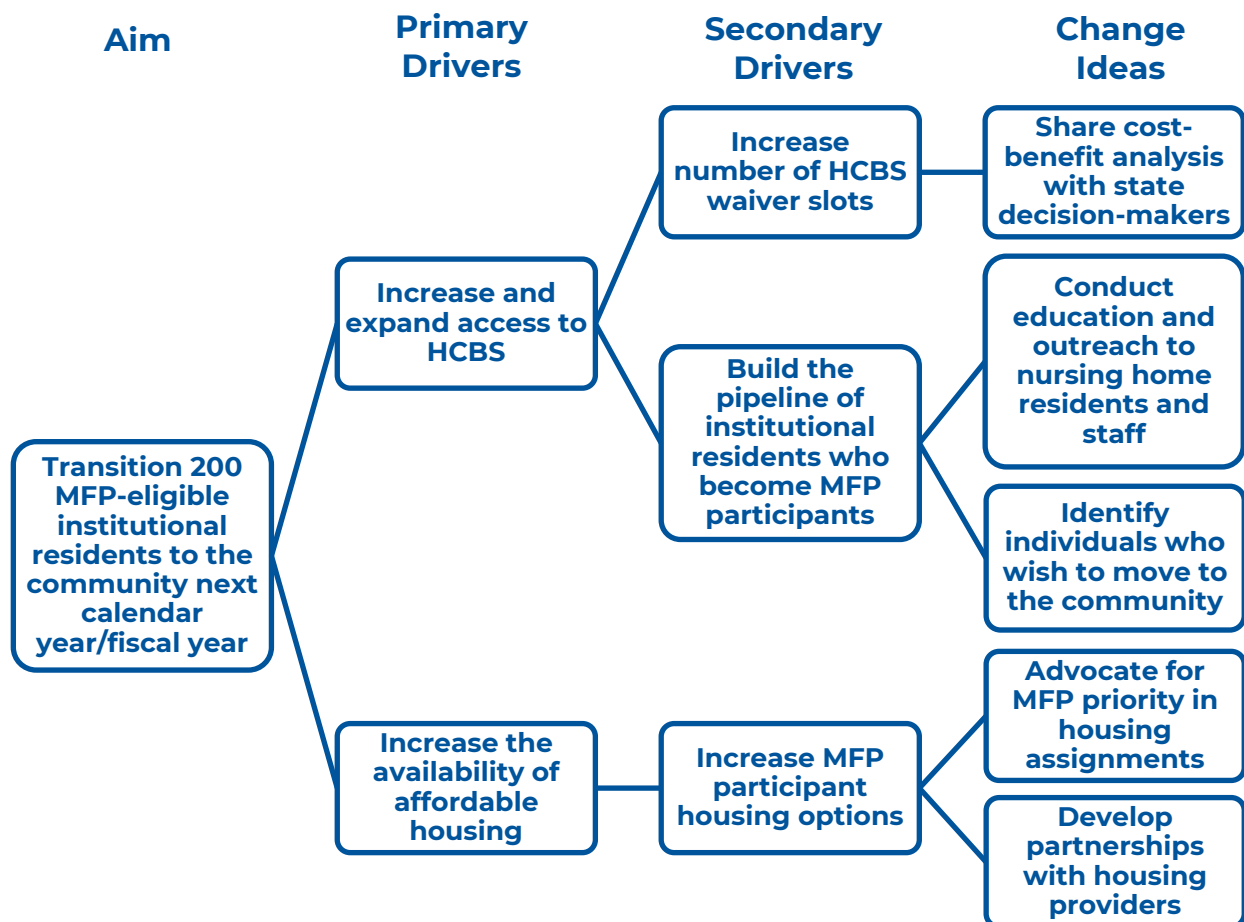 Aim
Primary
Drivers
Secondary
Drivers
Change
Ideas
Transition 200
MFP-eligible
institutional
residents to the
community next
calendar
year/fiscal year
Increase and
expand access to
HCBS
Increase the
availability of
affordable
housing
Increase
number of HCBS
waiver slots
Build the
pipeline of
institutional
residents who
become MFP
participants
Increase MFP
participant
housing options
Share cost-
benefit analysis
with state
decision-makers
Conduct
education and
outreach to
nursing home
residents and
staff
Identify
individuals who
wish to move to
the community
Advocate for
MFP priority in
housing
assignments
Develop
partnerships
with housing
providers